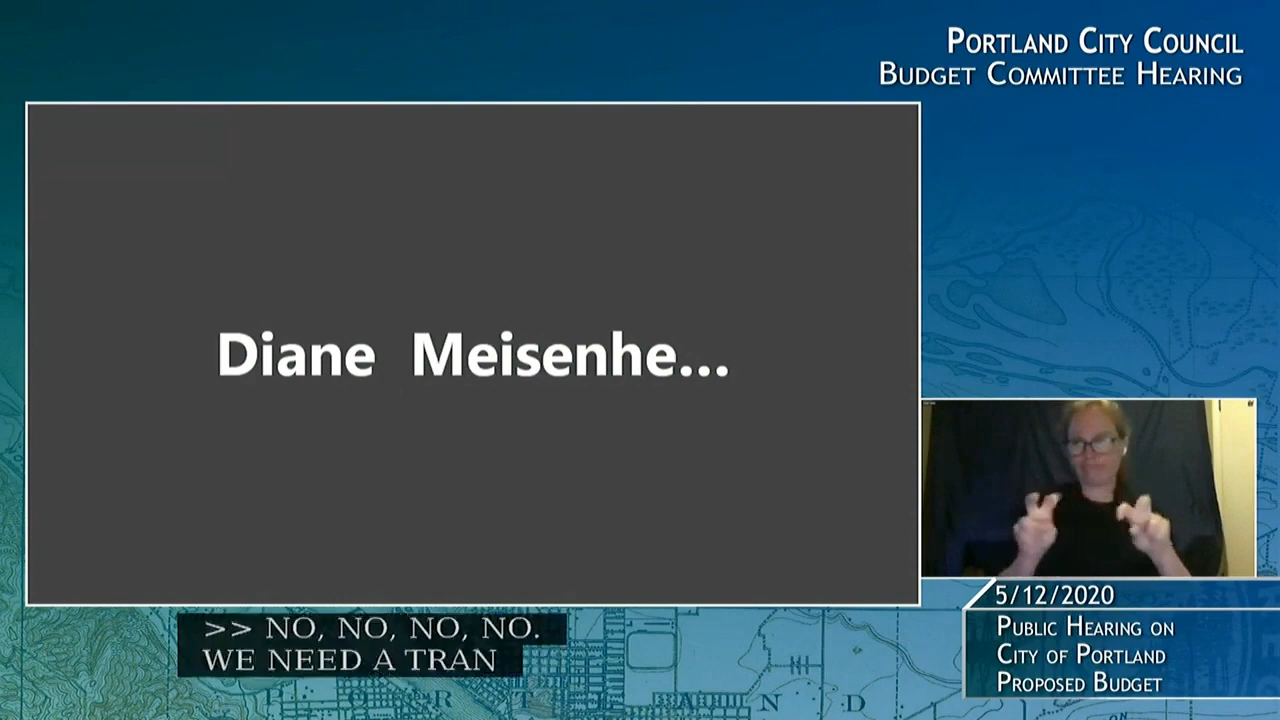 PORTLAND CITY COUNCIL
BUDGET COMMITTEE HEARING
Diane Meisenhe...
>> NO, NO, NO, NO.
WE NEED A TRAN
5/12/2020
PUBLIC HEARING ON
CITY OF PORTLAND
PROPOSED BUDGET